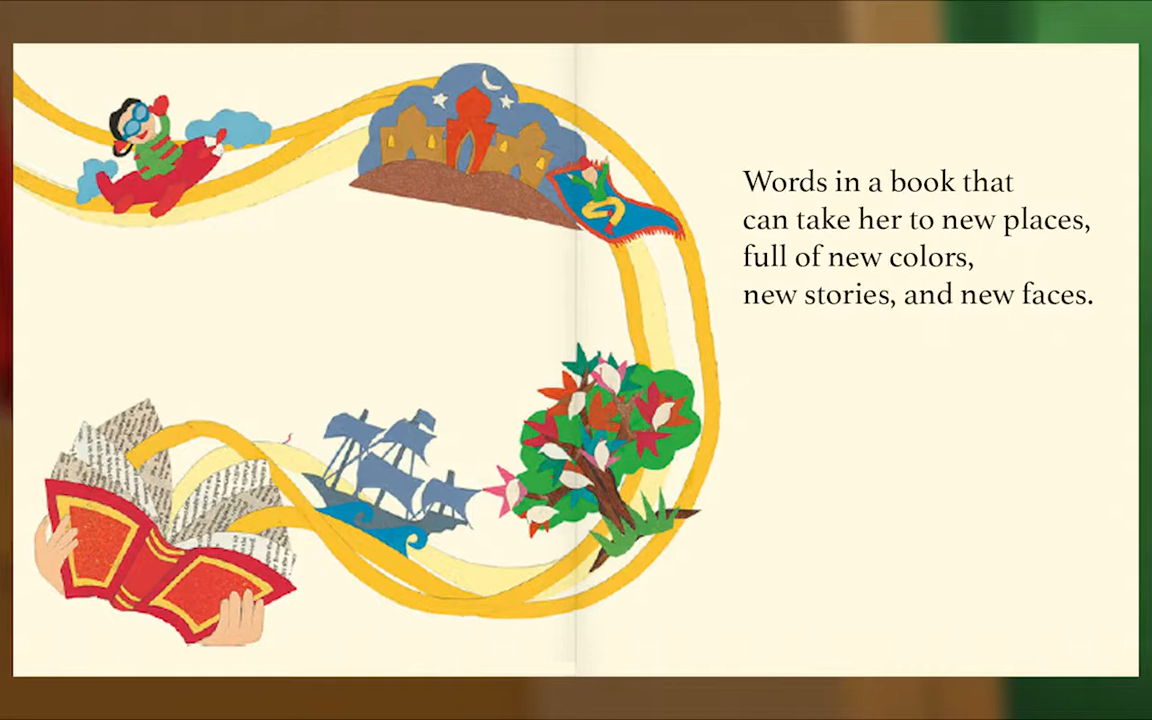 Words in a book that
can take her to new places,
full of new colors,
new stories, and new faces.